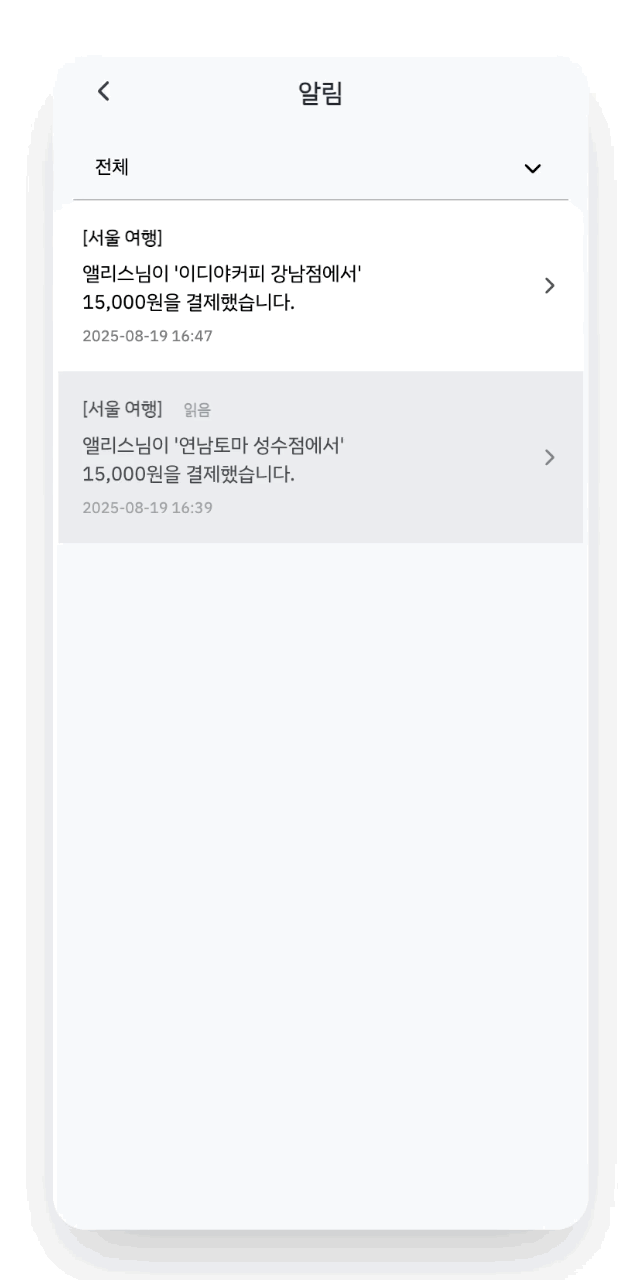 알림
전체
[서울 여행]
앨리스님이 '이디야커피 강남점에서'
15,000원을 결제했습니다.
2025-08-19 16:47
[서울 여행] 읽음
앨리스님이 '연남토마 성수점에서'
15,000원을 결제했습니다.
2025-08-19 16:39